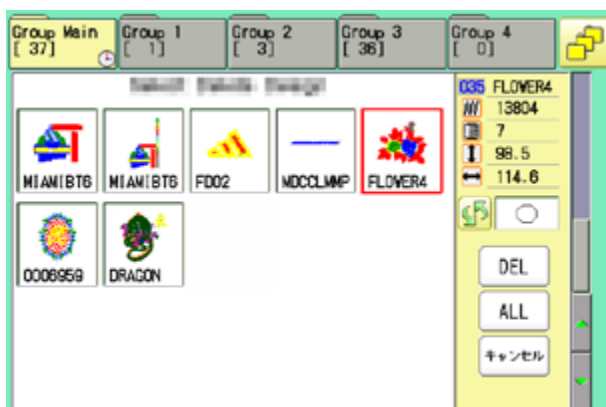 Group Main
[ 37]
Group 1
[ 1]
Group 2
[ 3]
Group 3
[ 36]
Group 4
[ 0]
035 FLOWER4
13804
7
98.5
114.6
MIAMIBT6
MIAMIBT6
FD02
MDCCLMMP
FLOWER4
0006959
DRAGON
DEL
ALL
キャンセル